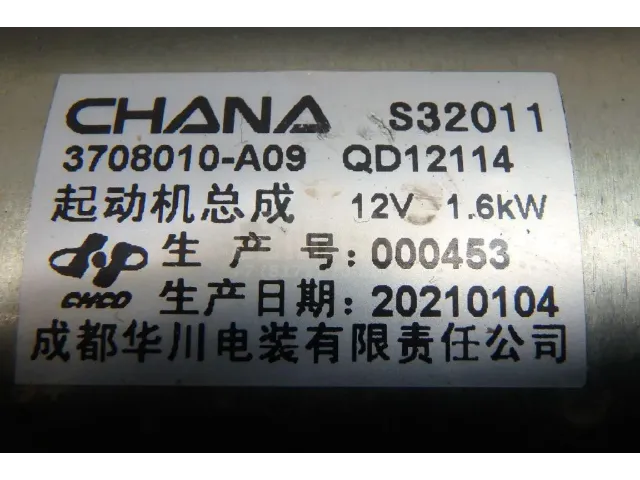 CHANA S32011
3708010-A09 QD12114
起动机总成 12V 1.6kW
生产号:000453
CHCD 生产日期:20210104
成都华川电装有限责任公司